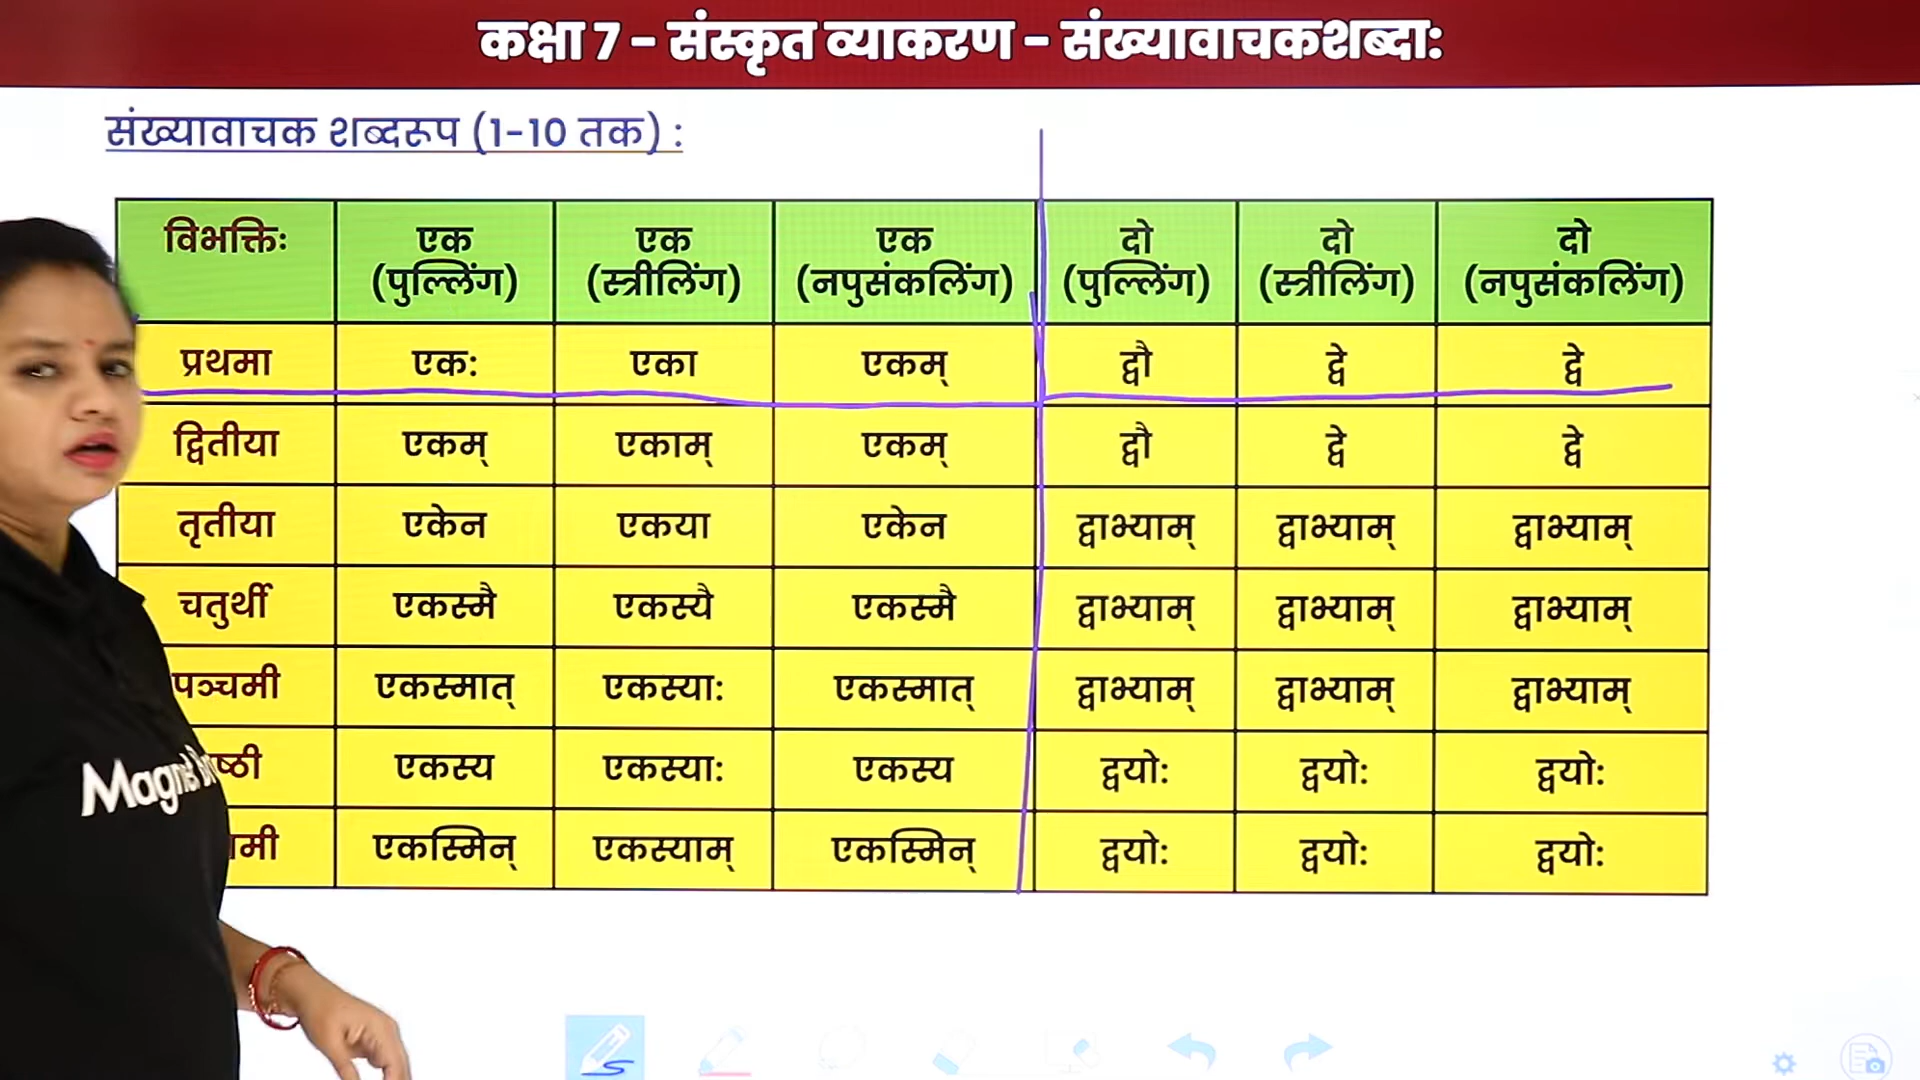 कक्षा 7 - संस्कृत व्याकरण - संख्यावाचकशब्दाः
संख्यावाचक शब्दरूप (1-10 तक) :
विभक्तिः एक (पुल्लिंग) एक (स्त्रीलिंग) एक (नपुसंकलिंग) दो (पुल्लिंग) दो (स्त्रीलिंग) दो (नपुसंकलिंग)
प्रथमा एकः एका एकम् द्वौ द्वे द्वे
द्वितीया एकम् एकाम् एकम् द्वौ द्वे द्वे
तृतीया एकेन एकया एकेन द्वाभ्याम् द्वाभ्याम् द्वाभ्याम्
चतुर्थी एकस्मै एकस्यै एकस्मै द्वाभ्याम् द्वाभ्याम् द्वाभ्याम्
पञ्चमी एकस्मात् एकस्याः एकस्मात् द्वाभ्याम् द्वाभ्याम् द्वाभ्याम्
एकस्य एकस्याः एकस्य द्वयोः द्वयोः द्वयोः
एकस्मिन् एकस्याम् एकस्मिन् द्वयोः द्वयोः द्वयोः